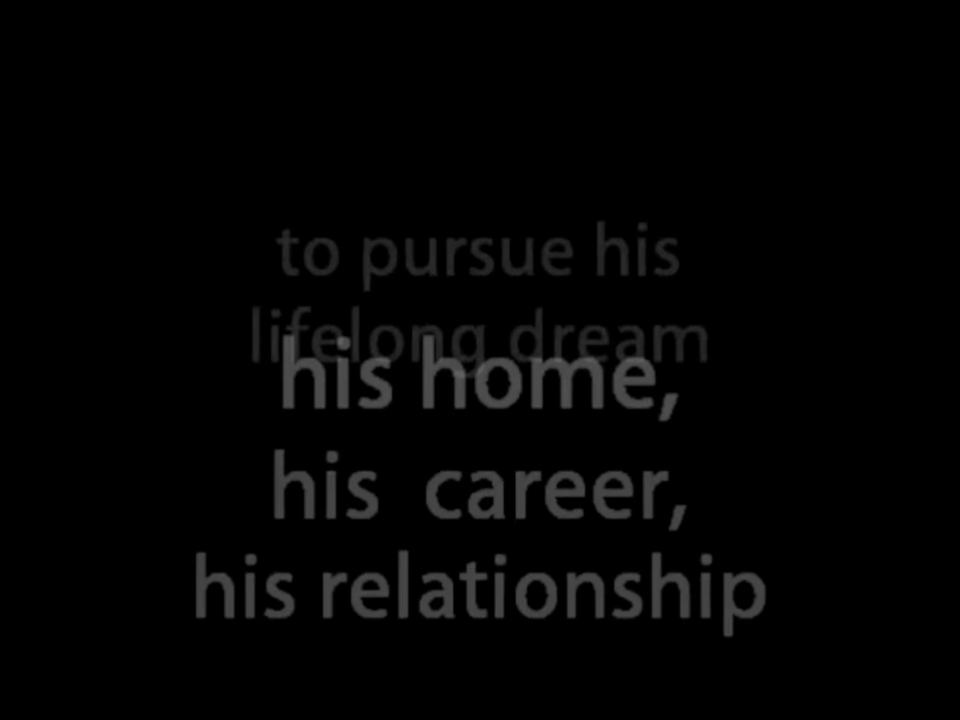 to pursue his
lifelong dream
his home,
his career,
his relationship